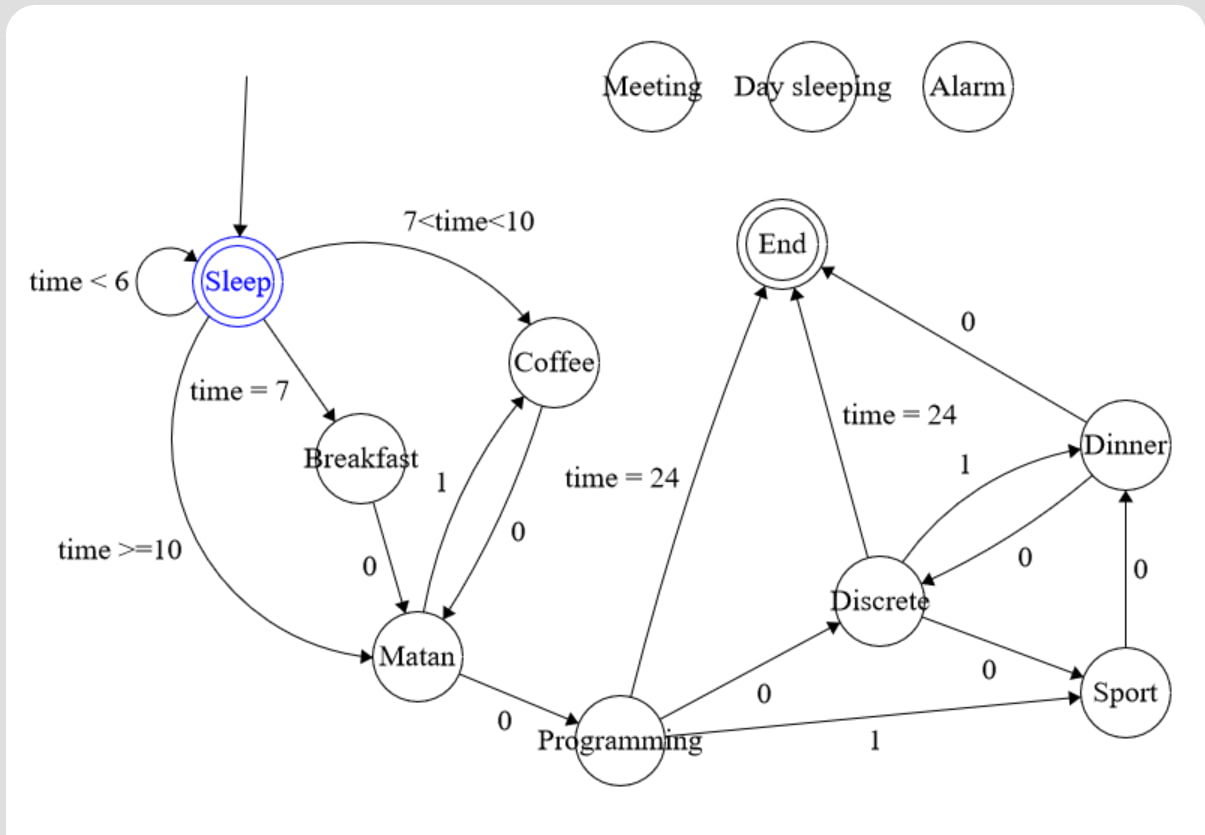 Meeting
Day sleeping
Alarm
7<time<10
End
time < 6
Sleep
0
Coffee
time = 7
time = 24
Dinner
1
Breakfast
1
time = 24
0
0
time >=10
0
0
0
Discrete
Matan
0
Sport
0
0
Programming
1